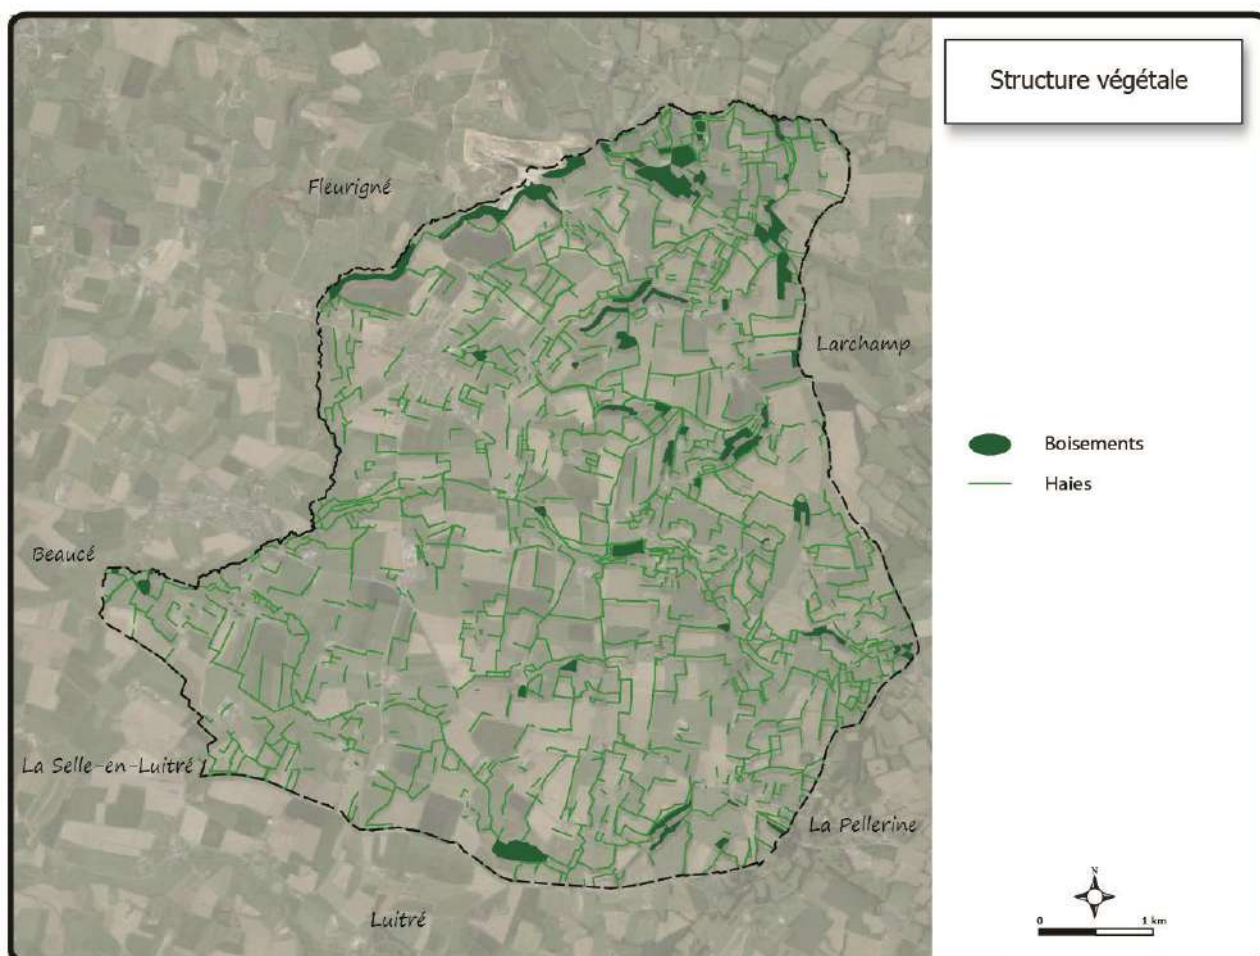 Structure végétale
Fleurigné
Larchamp
Boisements
Haies
Beaucé
La Selle-en-Luitré
La Pellerine
Luitré
N
0 1 km